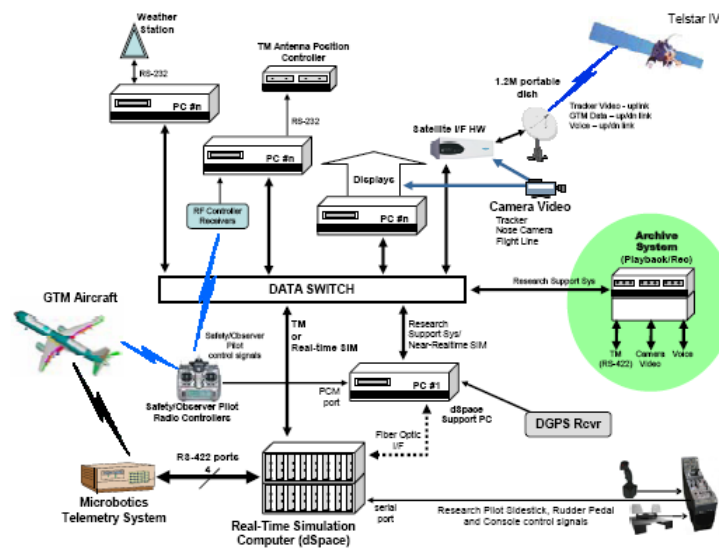 Weather
Station
RS-232
PC #n
TM Antenna Position
Controller
RS-232
PC #n
RF Controller
Receivers
Telstar IV
1.2M portable
dish
Tracker Video - uplink
GTM Data – up/dn link
Voice – up/dn link
Satellite I/F HW
Displays
PC #n
Camera Video
Tracker
Nose Camera
Flight Line
Archive
System
(Playback/Rec)
Research Support Sys
TM
(RS-422)
Camera
Video
Voice
DATA SWITCH
GTM Aircraft
Safety/Observer
Pilot
control signals
TM
or
Real-time SIM
Research
Support Sys/
Near-Realtime SIM
Safety/Observer Pilot
Radio Controllers
PCM
port
PC #1
dSpace
Support PC
DGPS Rcvr
Fiber Optic
I/F
RS-422 ports
4
Microbotics
Telemetry System
Real-Time Simulation
Computer (dSpace)
serial
port
Research Pilot Sidestick, Rudder Pedal
and Console control signals